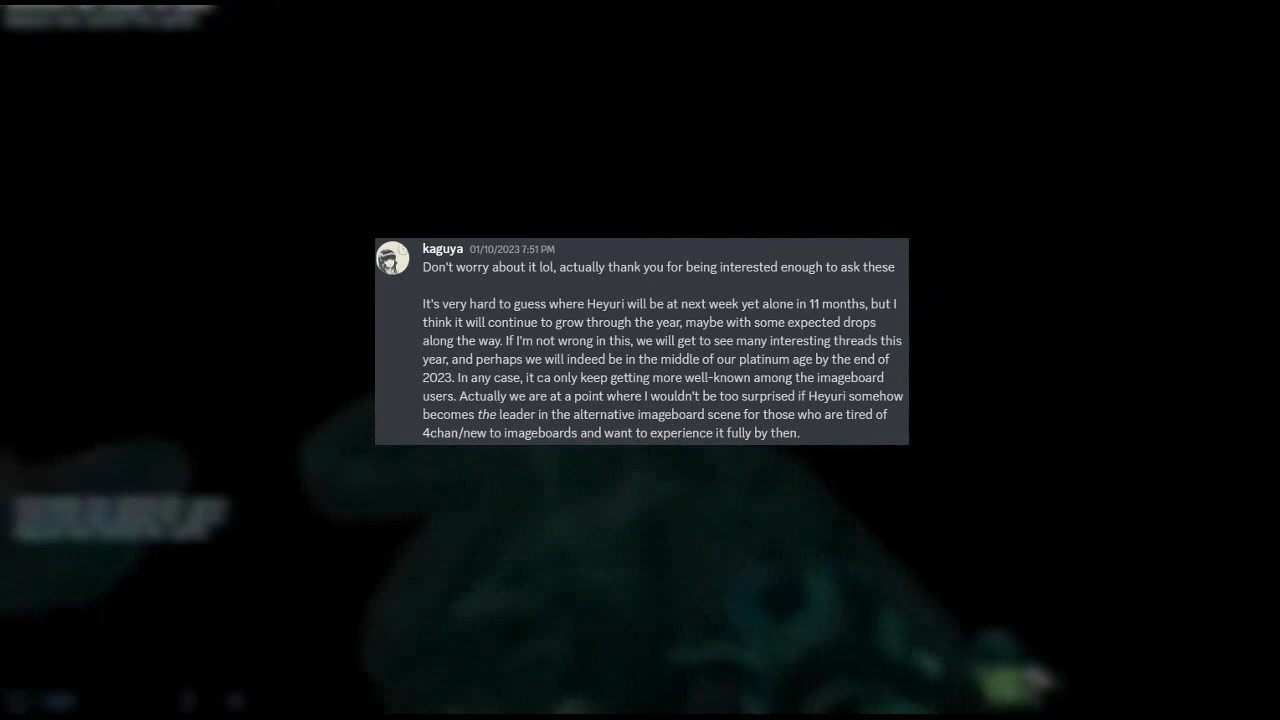 kaguya 01/10/2023 7:51 PM
Don't worry about it lol, actually thank you for being interested enough to ask these
It's very hard to guess where Heyuri will be at next week yet alone in 11 months, but I
think it will continue to grow through the year, maybe with some expected drops
along the way. If I'm not wrong in this, we will get to see many interesting threads this
year, and perhaps we will indeed be in the middle of our platinum age by the end of
2023. In any case, it ca only keep getting more well-known among the imageboard
users. Actually we are at a point where I wouldn't be too surprised if Heyuri somehow
becomes the leader in the alternative imageboard scene for those who are tired of
4chan/new to imageboards and want to experience it fully by then.